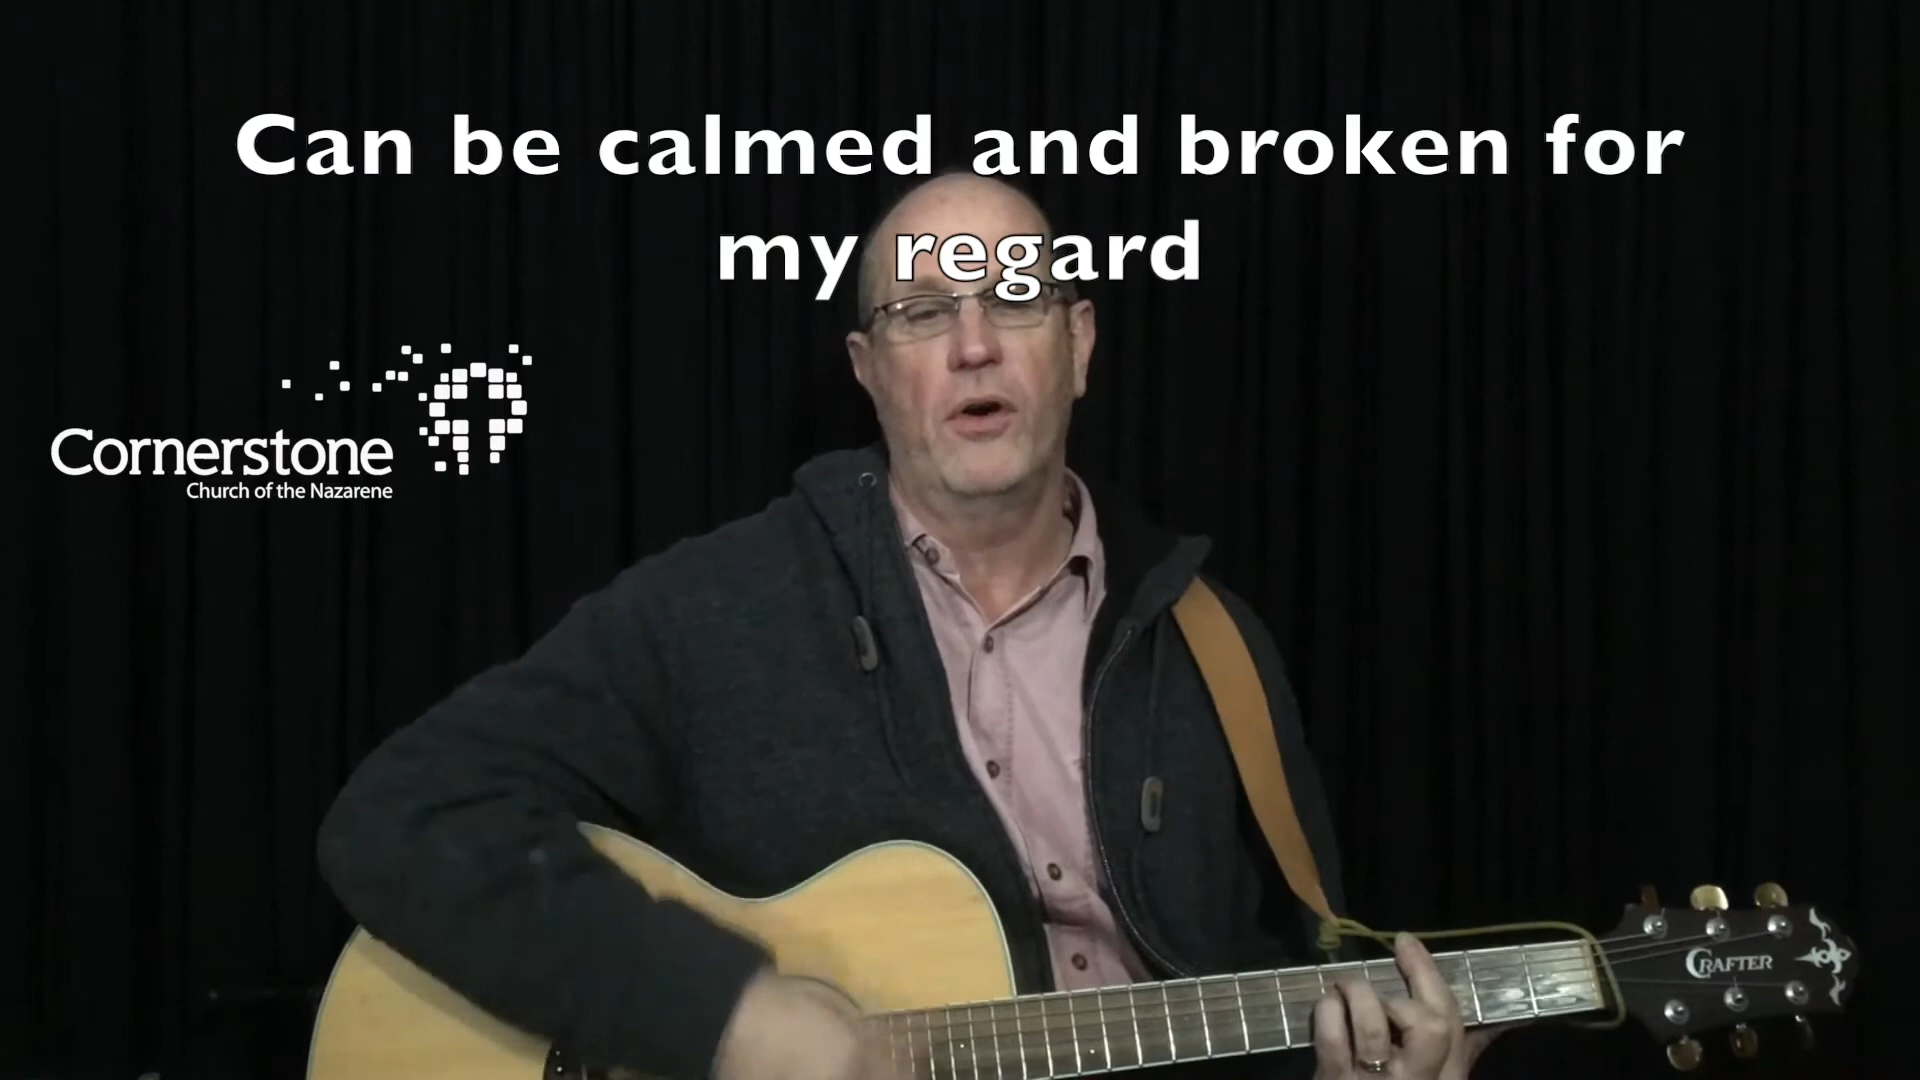 Can be calmed and broken for
my regard
Cornerstone
Church of the Nazarene
CRAFTER